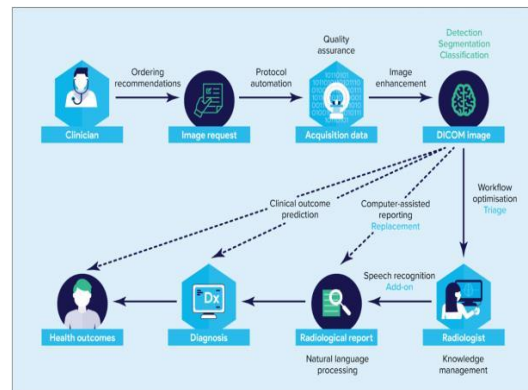 Quality
assurance
Detection
Segmentation
Classification
Ordering
recommendations
Protocol
automation
Image
enhancement
Clinician
Image request
Acquisition data
DICOM image
Clinical outcome
prediction
Computer-assisted
reporting
Replacement
Workflow
optimisation
Triage
Speech recognition
Add-on
Dx
Health outcomes
Diagnosis
Radiological report
Radiologist
Natural language
processing
Knowledge
management